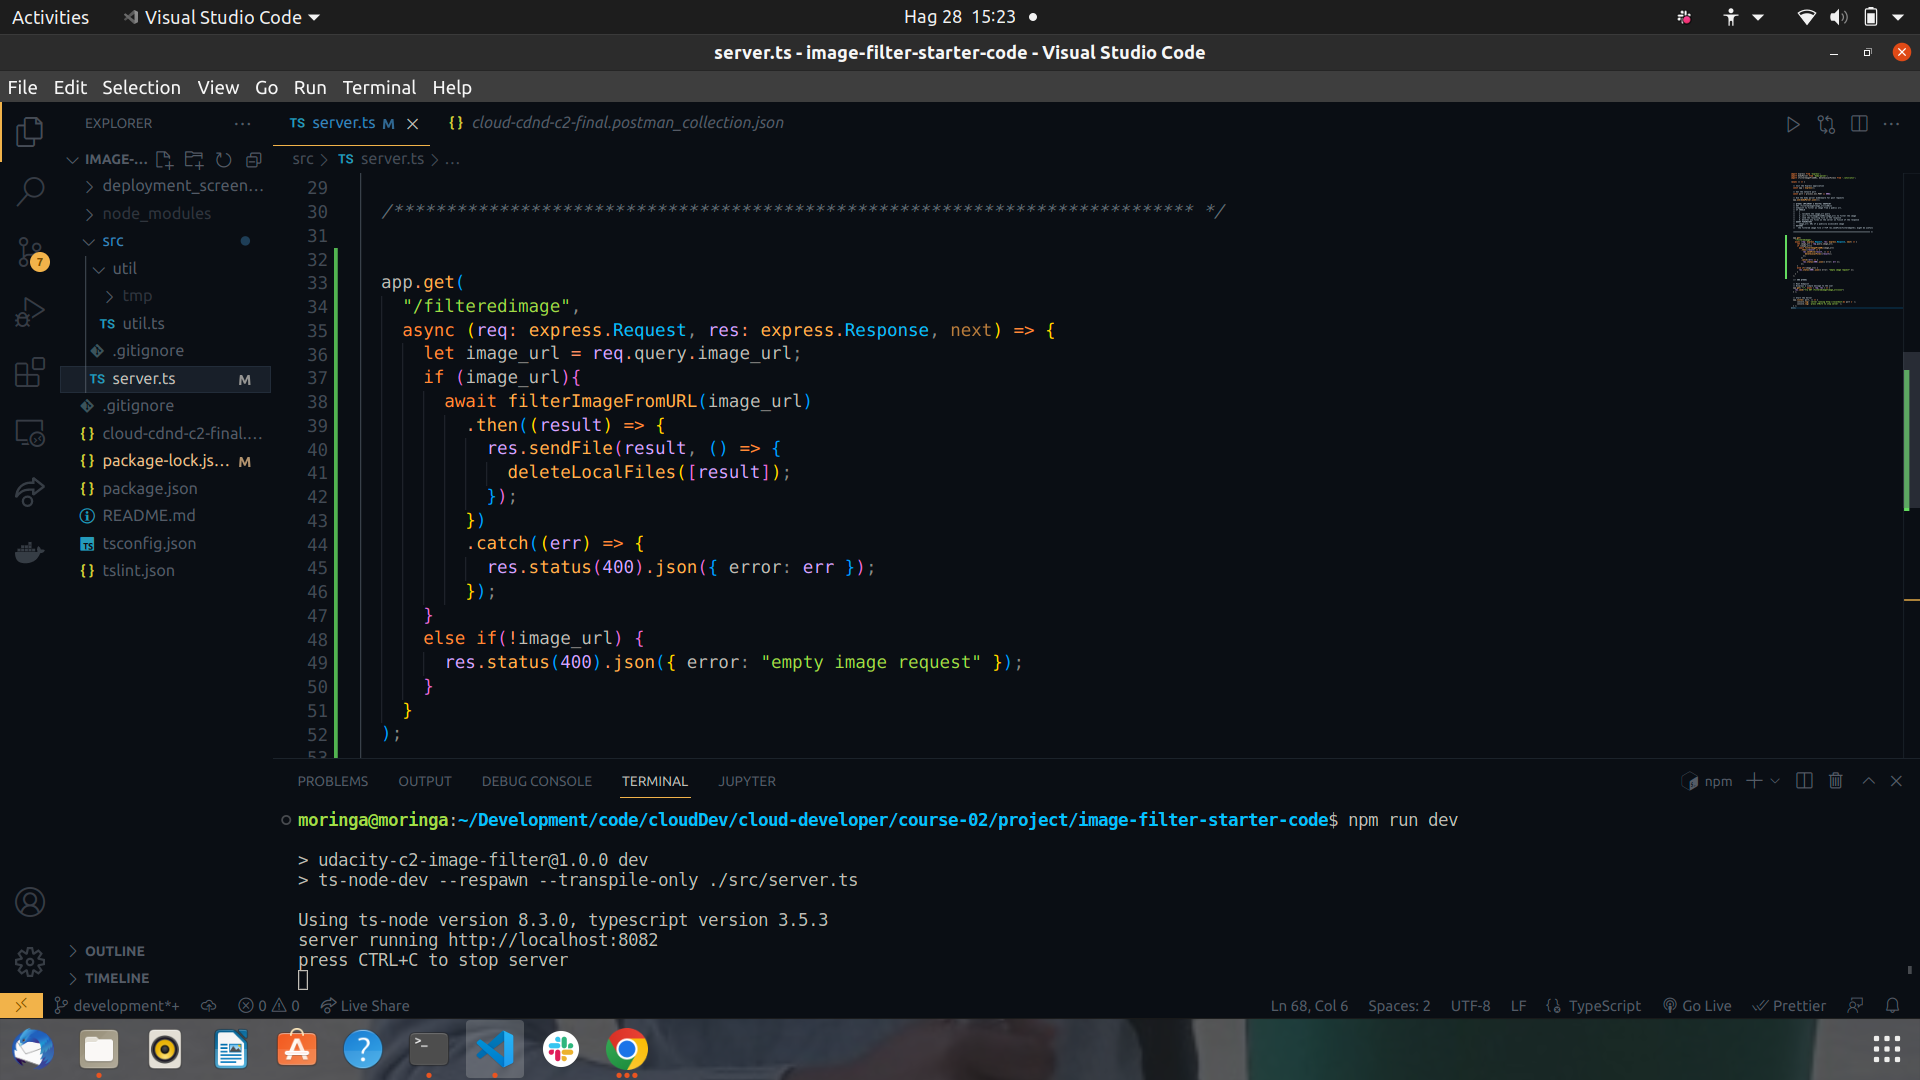 Activities
Visual Studio Code
Hag 28 15:23
server.ts - image-filter-starter-code - Visual Studio Code
File Edit Selection View Go Run Terminal Help
EXPLORER
TS server.ts M
{} cloud-cdnd-c2-final.postman_collection.json
IMAGE-...
src > TS server.ts > ...
deployment_screen...
node_modules
src
util
tmp
TS util.ts
.gitignore
TS server.ts M
.gitignore
{} cloud-cdnd-c2-final....
{} package-lock.js... M
{} package.json
README.md
TS tsconfig.json
{} tslint.json
7
OUTLINE
TIMELINE
29
30 /**************************************************************************** */
31
32
33 app.get(
34 "/filteredimage",
35 async (req: express.Request, res: express.Response, next) => {
36 let image_url = req.query.image_url;
37 if (image_url){
38 await filterImageFromURL(image_url)
39 .then((result) => {
40 res.sendFile(result, () => {
41 deleteLocalFiles([result]);
42 });
43 })
44 .catch((err) => {
45 res.status(400).json({ error: err });
46 });
47 }
48 else if(!image_url) {
49 res.status(400).json({ error: "empty image request" });
50 }
51 }
52 );
53
PROBLEMS OUTPUT DEBUG CONSOLE TERMINAL JUPYTER
npm
moringa@moringa:~/Development/code/cloudDev/cloud-developer/course-02/project/image-filter-starter-code$ npm run dev
> udacity-c2-image-filter@1.0.0 dev
> ts-node-dev --respawn --transpile-only ./src/server.ts
Using ts-node version 8.3.0, typescript version 3.5.3
server running http://localhost:8082
press CTRL+C to stop server
development*+ 0 0 Live Share
Ln 68, Col 6 Spaces: 2 UTF-8 LF {} TypeScript Go Live Prettier